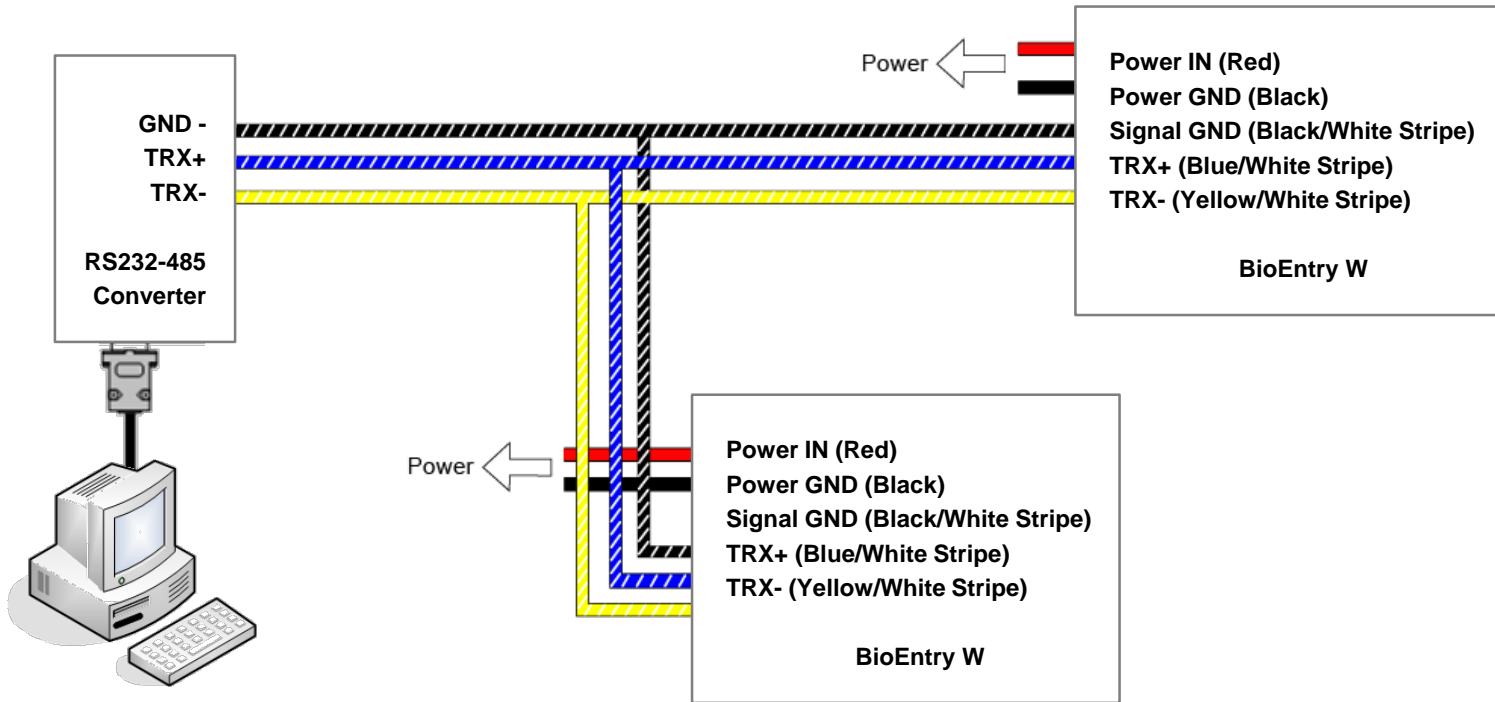 Power
Power IN (Red)
Power GND (Black)
Signal GND (Black/White Stripe)
TRX+ (Blue/White Stripe)
TRX- (Yellow/White Stripe)
BioEntry W
GND -
TRX+
TRX-
RS232-485
Converter
Power
Power IN (Red)
Power GND (Black)
Signal GND (Black/White Stripe)
TRX+ (Blue/White Stripe)
TRX- (Yellow/White Stripe)
BioEntry W